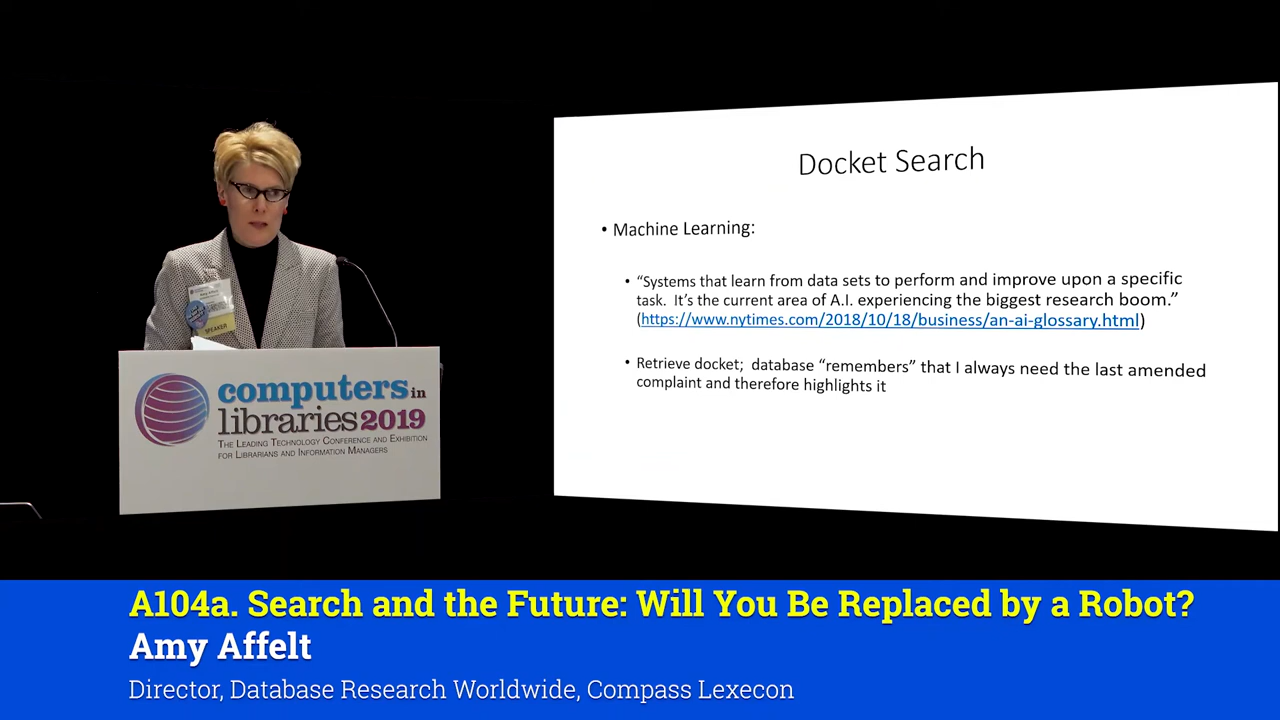 Docket Search
• Machine Learning:
• “Systems that learn from data sets to perform and improve upon a specific
task. It’s the current area of A.I. experiencing the biggest research boom.”
(https://www.nytimes.com/2018/10/18/business/an-ai-glossary.html)
• Retrieve docket; database “remembers” that I always need the last amended
complaint and therefore highlights it
SPEAKER
computers in
libraries 2019
The Leading Technology Conference and Exhibition
for Librarians and Information Managers
A104a. Search and the Future: Will You Be Replaced by a Robot?
Amy Affelt
Director, Database Research Worldwide, Compass Lexecon